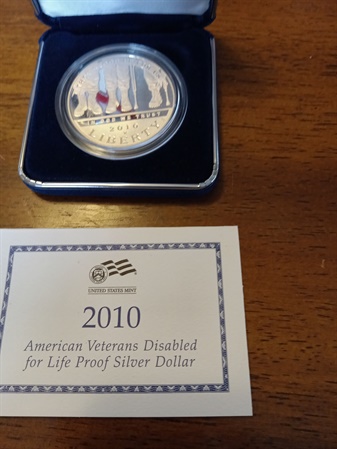 IN GOD WE TRUST
2010
LIBERTY
UNITED STATES MINT
2010
American Veterans Disabled
for Life Proof Silver Dollar